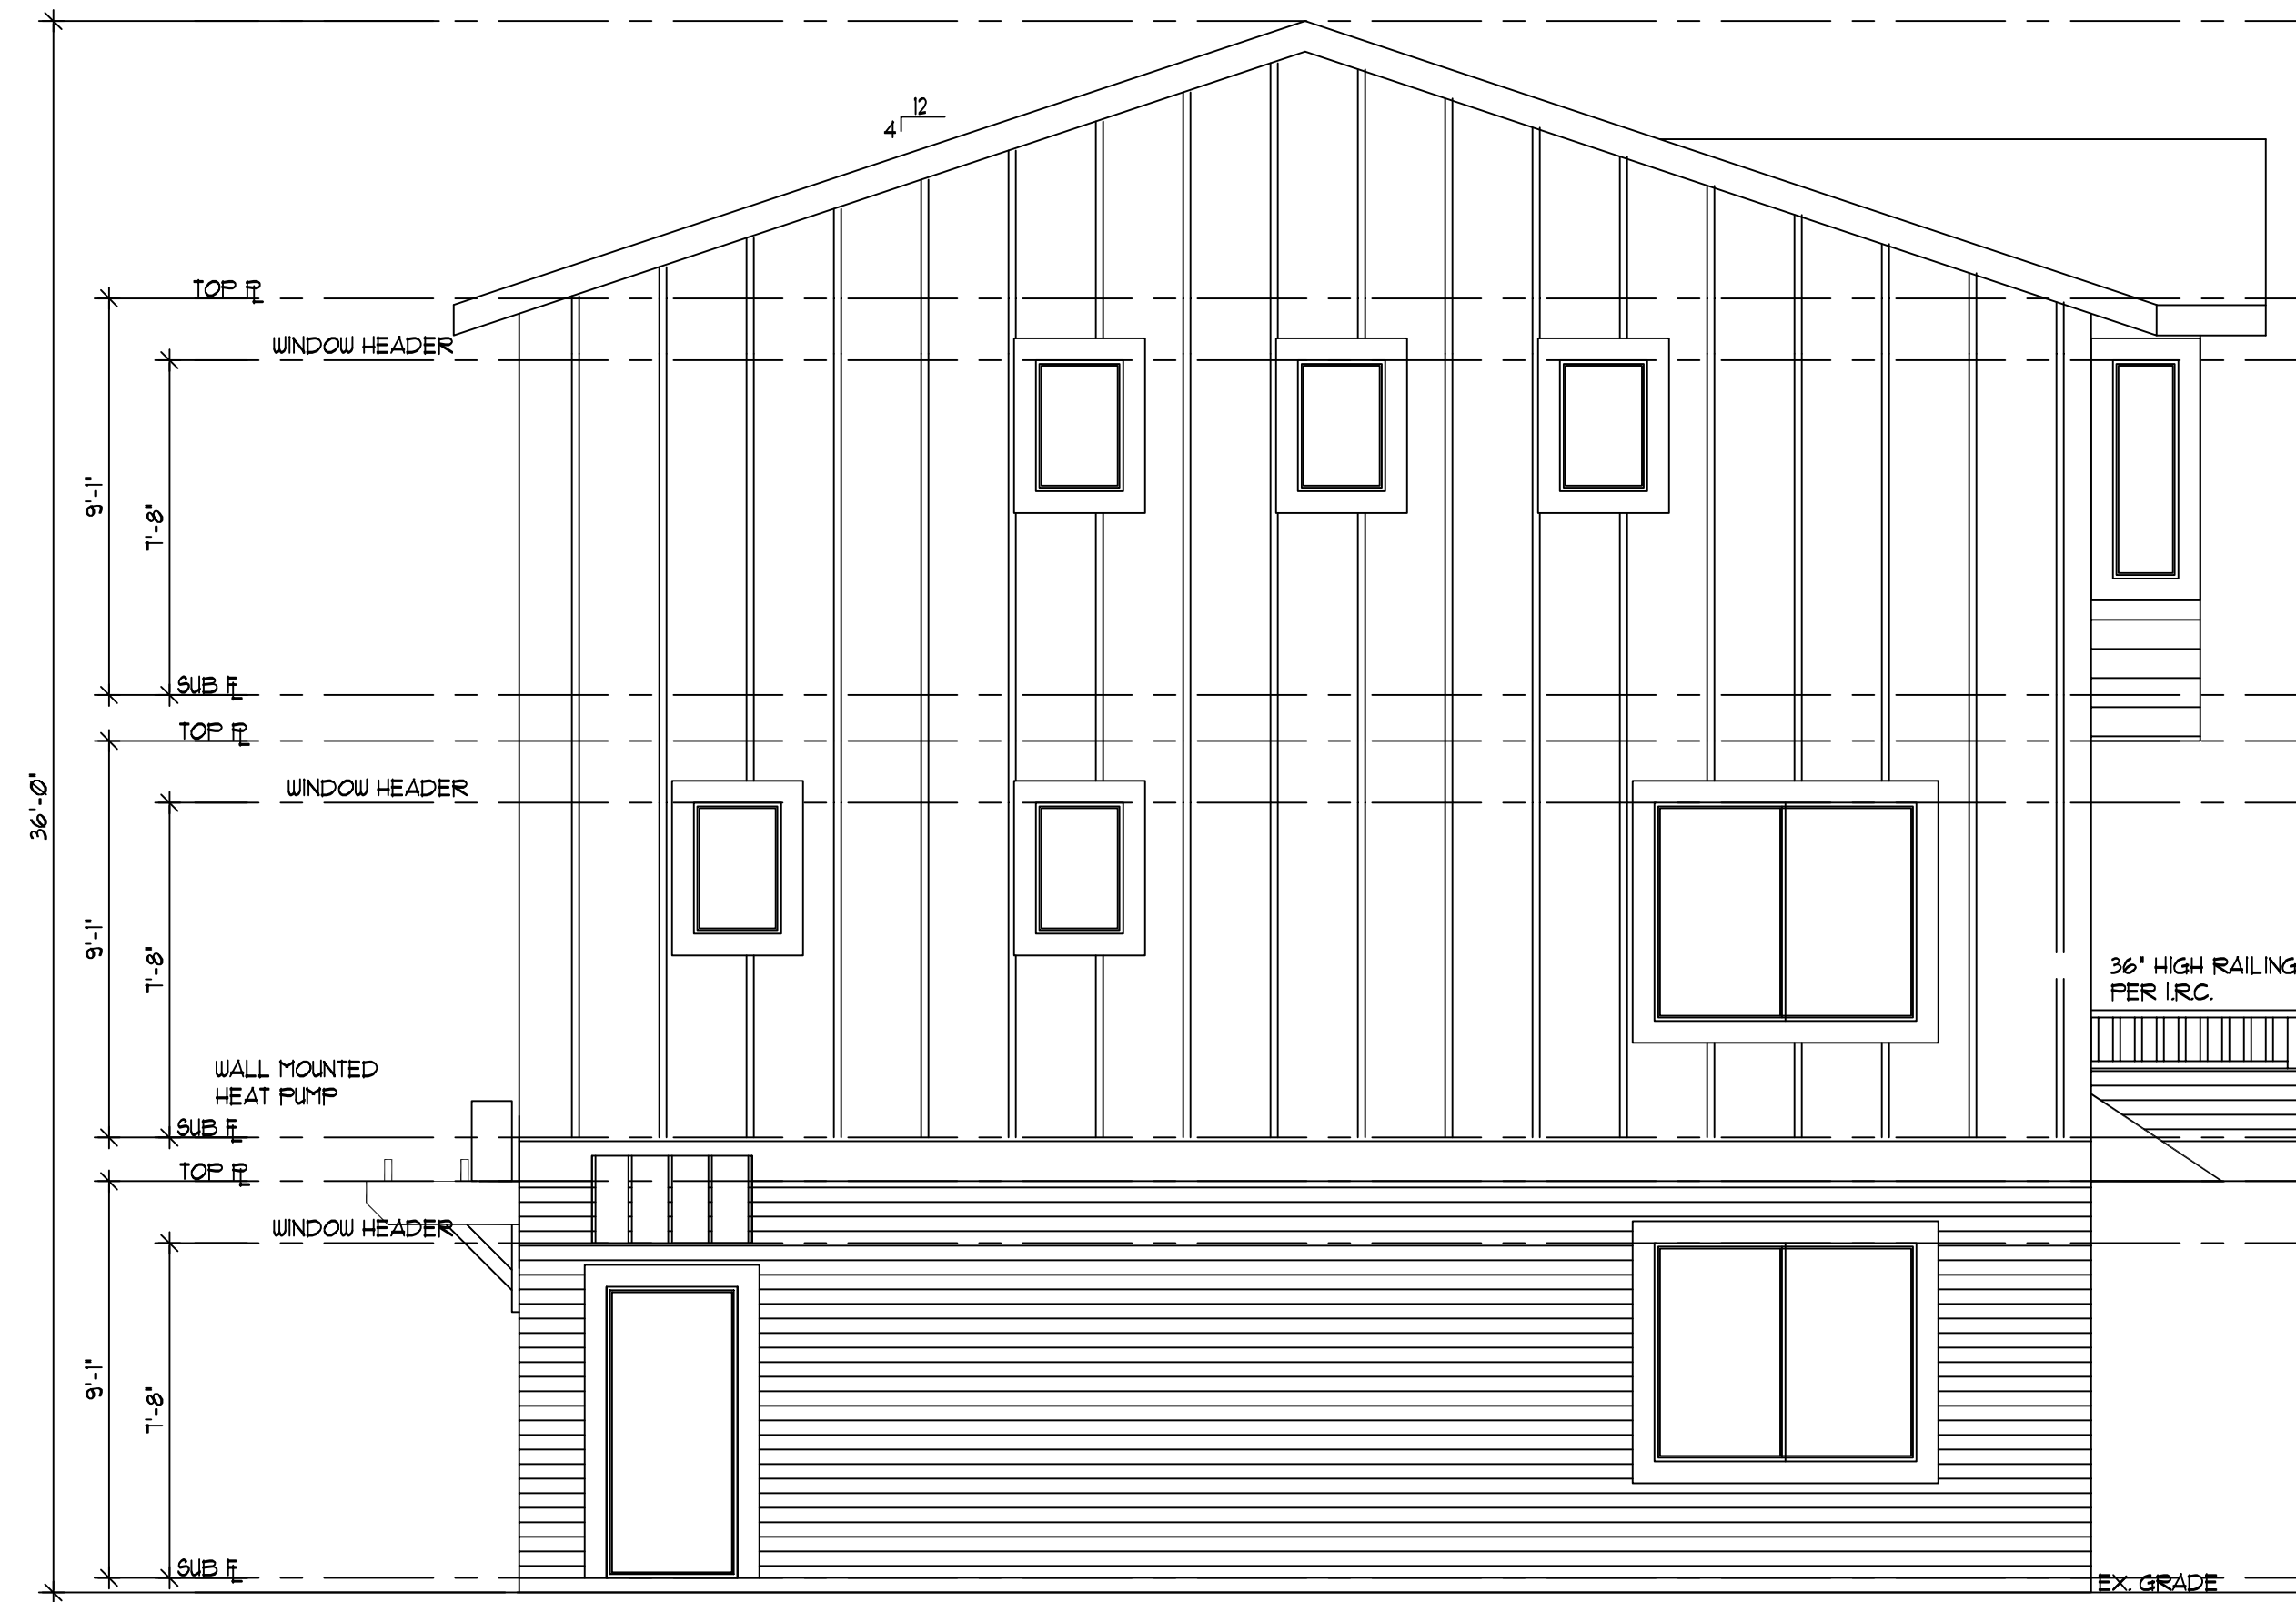 12
4
TOP PL
WINDOW HEADER
9'-1"
7'-8"
SUB FL
TOP PL
WINDOW HEADER
36'-0"
9'-1"
7'-8"
36" HIGH RAILING
PER I.R.C.
WALL MOUNTED
HEAT PUMP
SUB FL
TOP PL
WINDOW HEADER
9'-1"
7'-8"
SUB FL
EX. GRADE